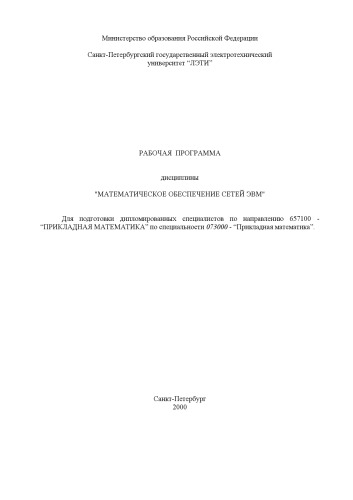 Министерство образования Российской Федерации
Санкт-Петербургский государственный электротехнический
университет “ЛЭТИ”
РАБОЧАЯ ПРОГРАММА
дисциплины
"МАТЕМАТИЧЕСКОЕ ОБЕСПЕЧЕНИЕ СЕТЕЙ ЭВМ"
Для подготовки дипломированных специалистов по направлению 657100 -
“ПРИКЛАДНАЯ МАТЕМАТИКА” по специальности 073000 - “Прикладная математика”.
Санкт-Петербург
2000